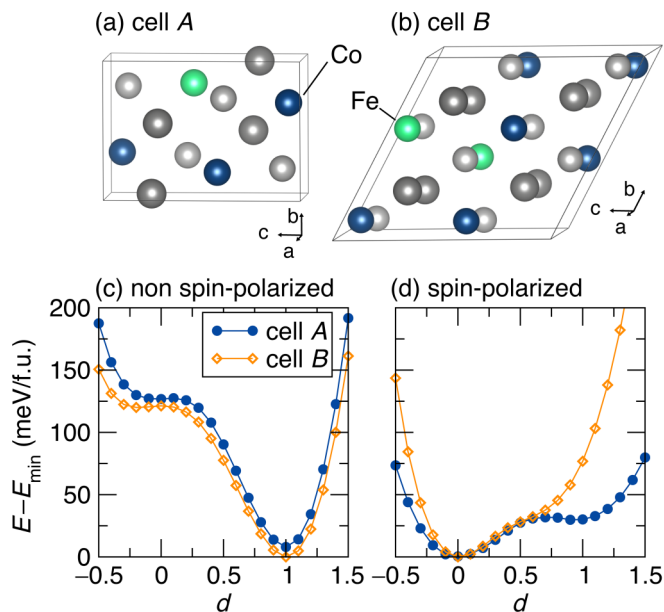 (a) cell A
(b) cell B
Co
Fe
b
c
a
b
c
a
(c) non spin-polarized
(d) spin-polarized
cell A
cell B
E−Emin (meV/f.u.)
200
150
100
50
0
−0.5 0 0.5 1 1.5
d
−0.5 0 0.5 1 1.5
d